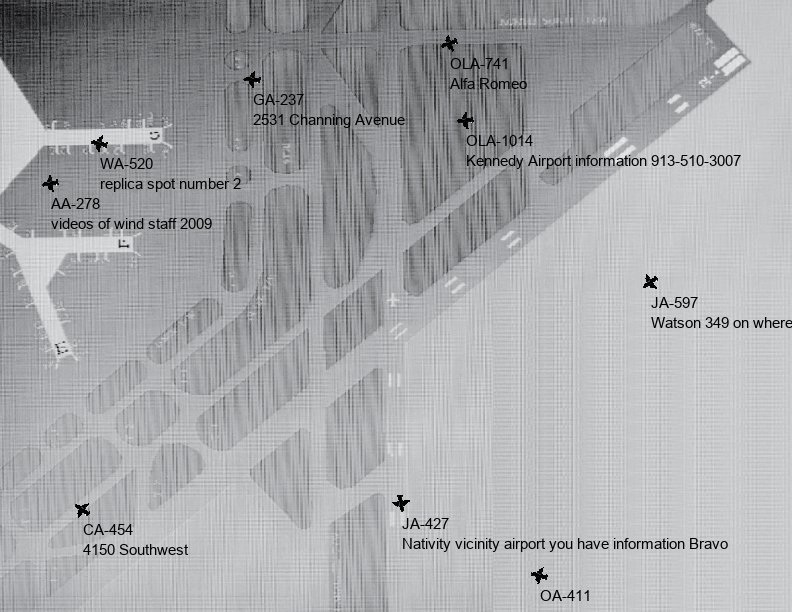 OLA-741
Alfa Romeo
GA-237
2531 Channing Avenue
OLA-1014
Kennedy Airport information 913-510-3007
WA-520
replica spot number 2
AA-278
videos of wind staff 2009
JA-597
Watson 349 on where
CA-454
4150 Southwest
JA-427
Nativity vicinity airport you have information Bravo
OA-411